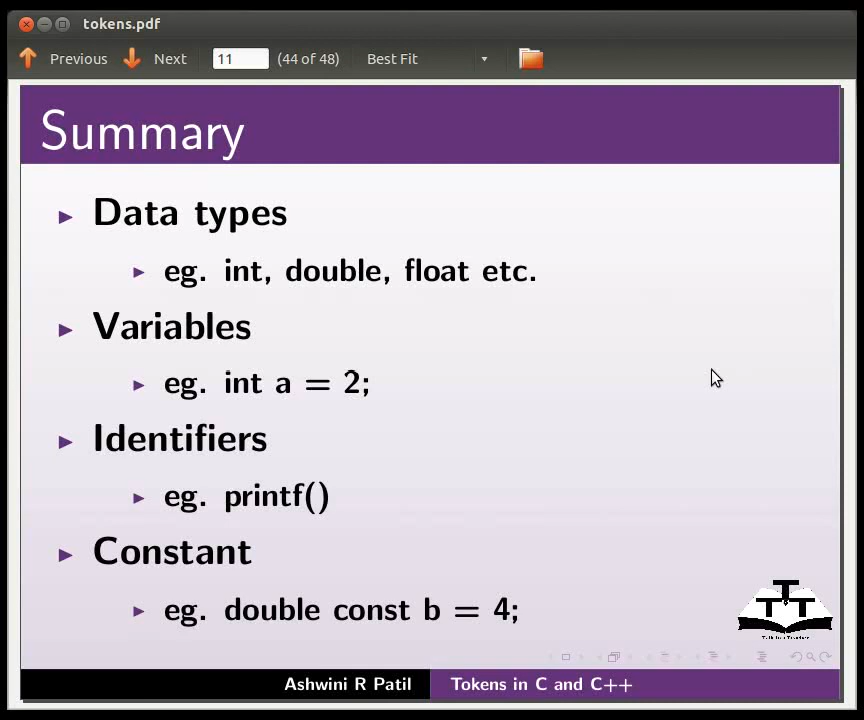 tokens.pdf
Previous Next 11 (44 of 48) Best Fit
Summary
Data types
eg. int, double, float etc.
Variables
eg. int a = 2;
Identifiers
eg. printf()
Constant
eg. double const b = 4;
TTT
Ashwini R Patil Tokens in C and C++